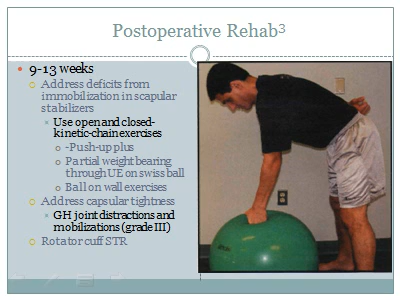 Postoperative Rehab3
9-13 weeks
Address deficits from
immobilization in scapular
stabilizers
Use open and closed-
kinetic-chain exercises
-Push-up plus
Partial weight bearing
through UE on swiss ball
Ball on wall exercises
Address capsular tightness
GH joint distractions and
mobilizations (grade III)
Rotator cuff STR